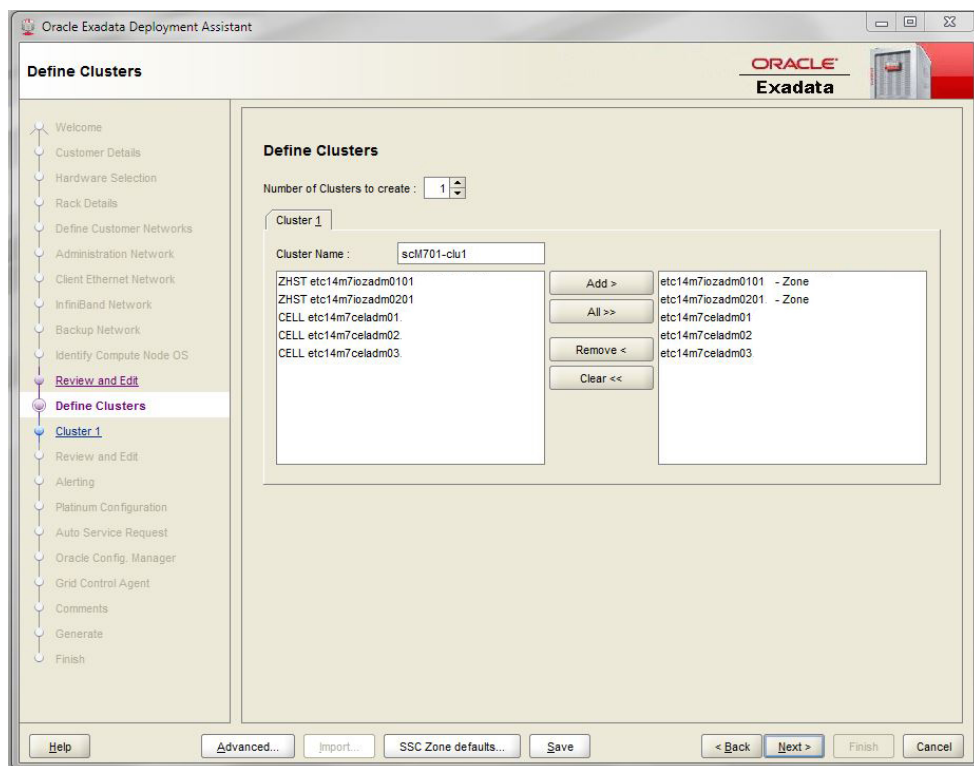 Oracle Exadata Deployment Assistant
Define Clusters
ORACLE
Exadata
Welcome
Customer Details
Hardware Selection
Rack Details
Define Customer Networks
Administration Network
Client Ethernet Network
InfiniBand Network
Backup Network
Identify Compute Node OS
Review and Edit
Define Clusters
Cluster 1
Review and Edit
Alerting
Platinum Configuration
Auto Service Request
Oracle Config. Manager
Grid Control Agent
Comments
Generate
Finish
Define Clusters
Number of Clusters to create : 1
Cluster 1
Cluster Name : scM701-clu1
ZHST etc14m7iozadm0101
ZHST etc14m7iozadm0201
CELL etc14m7celadm01.
CELL etc14m7celadm02.
CELL etc14m7celadm03.
Add >
All >>
Remove <
Clear <<
etc14m7iozadm0101 - Zone
etc14m7iozadm0201. - Zone
etc14m7celadm01
etc14m7celadm02
etc14m7celadm03
Help
Advanced...
Import...
SSC Zone defaults...
Save
< Back
Next >
Finish
Cancel